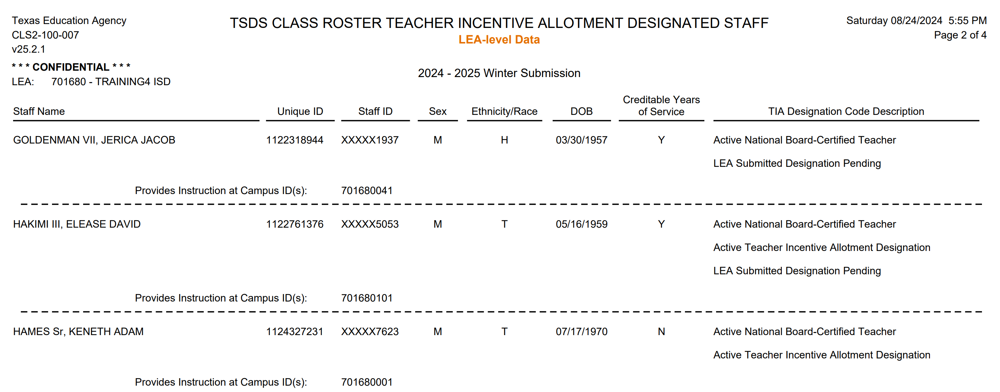 Texas Education Agency
CLS2-100-007
v25.2.1
TSDS CLASS ROSTER TEACHER INCENTIVE ALLOTMENT DESIGNATED STAFF
LEA-level Data
Saturday 08/24/2024 5:55 PM
Page 2 of 4
* * * CONFIDENTIAL * * *
LEA: 701680 - TRAINING4 ISD
2024 - 2025 Winter Submission
Staff Name Unique ID Staff ID Sex Ethnicity/Race DOB Creditable Years of Service TIA Designation Code Description
GOLDENMAN VII, JERICA JACOB 1122318944 XXXXX1937 M H 03/30/1957 Y Active National Board-Certified Teacher
LEA Submitted Designation Pending
Provides Instruction at Campus ID(s): 701680041
HAKIMI III, ELEASE DAVID 1122761376 XXXXX5053 M T 05/16/1959 Y Active National Board-Certified Teacher
Active Teacher Incentive Allotment Designation
LEA Submitted Designation Pending
Provides Instruction at Campus ID(s): 701680101
HAMES Sr, KENETH ADAM 1124327231 XXXXX7623 M T 07/17/1970 N Active National Board-Certified Teacher
Active Teacher Incentive Allotment Designation
Provides Instruction at Campus ID(s): 701680001